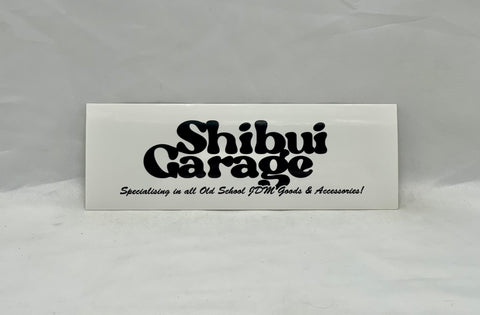 Shibui
Garage
Specialising in all Old School JDM Goods & Accessories!